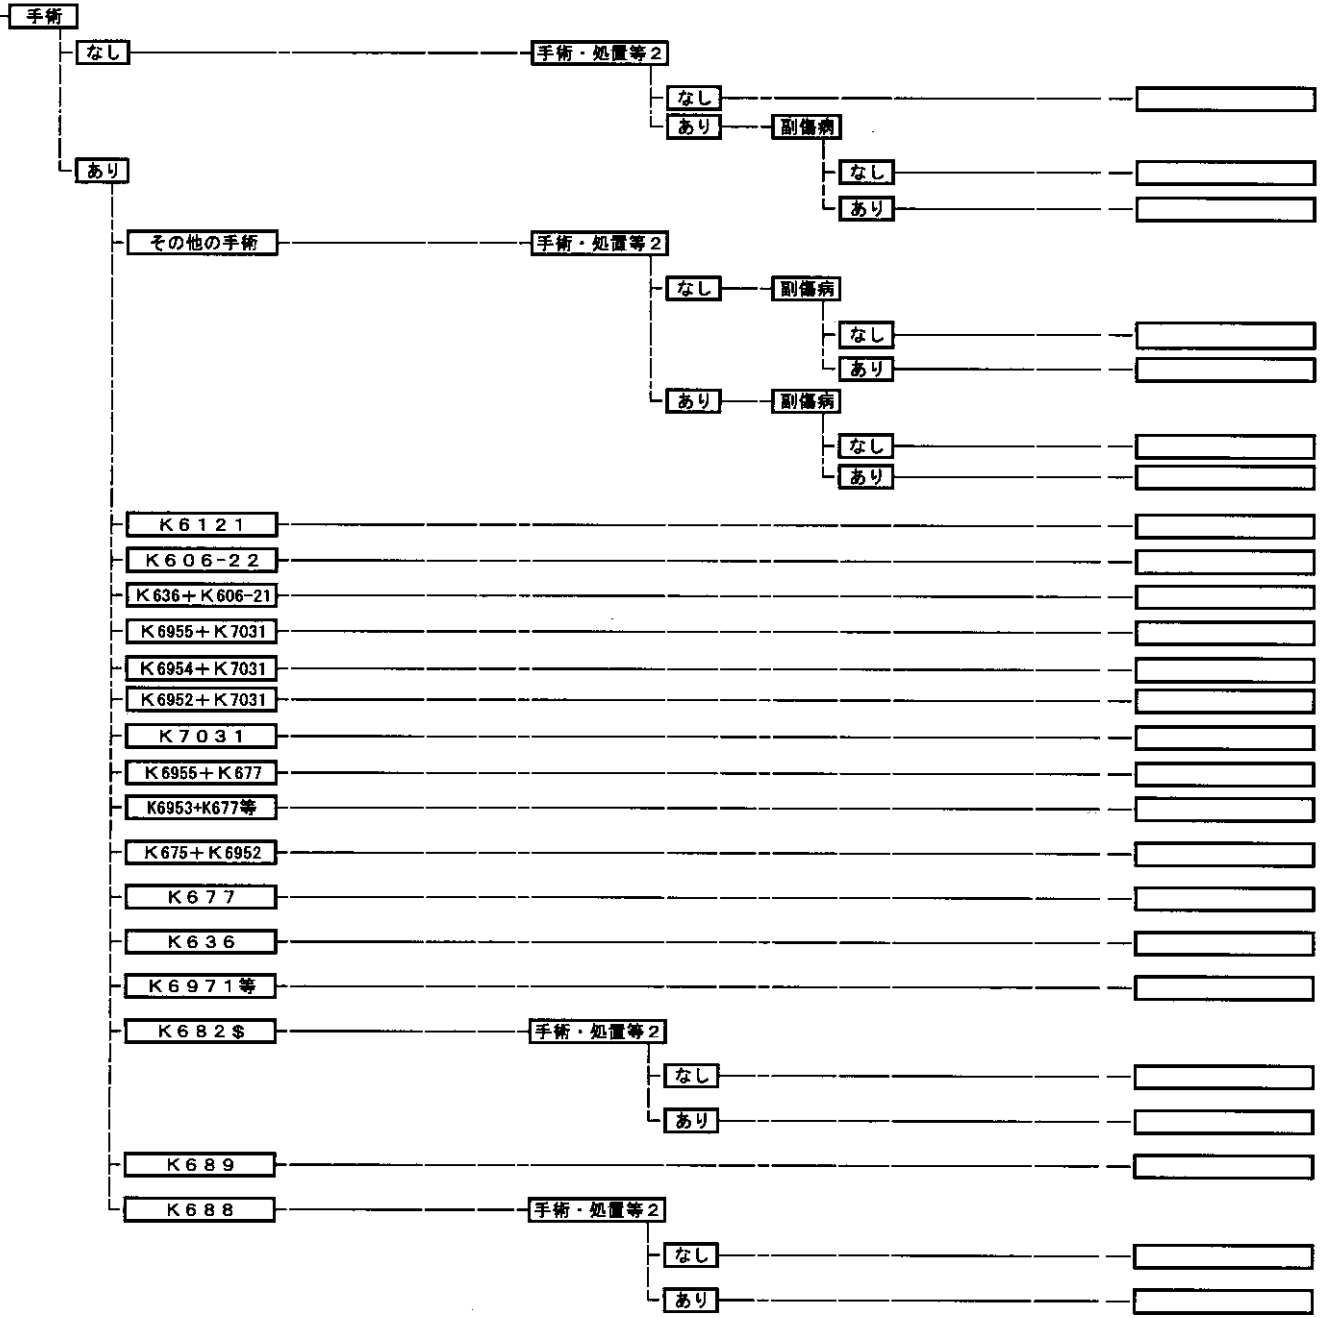 手術
なし 手術・処置等2
なし
あり 副傷病
なし
あり
あり
その他の手術 手術・処置等2
なし 副傷病
なし
あり
あり 副傷病
なし
あり
K6121
K606-22
K636+K606-21
K6955+K7031
K6954+K7031
K6952+K7031
K7031
K6955+K677
K6953+K677等
K675+K6952
K677
K636
K6971等
K682$ 手術・処置等2
なし
あり
K689
K688 手術・処置等2
なし
あり